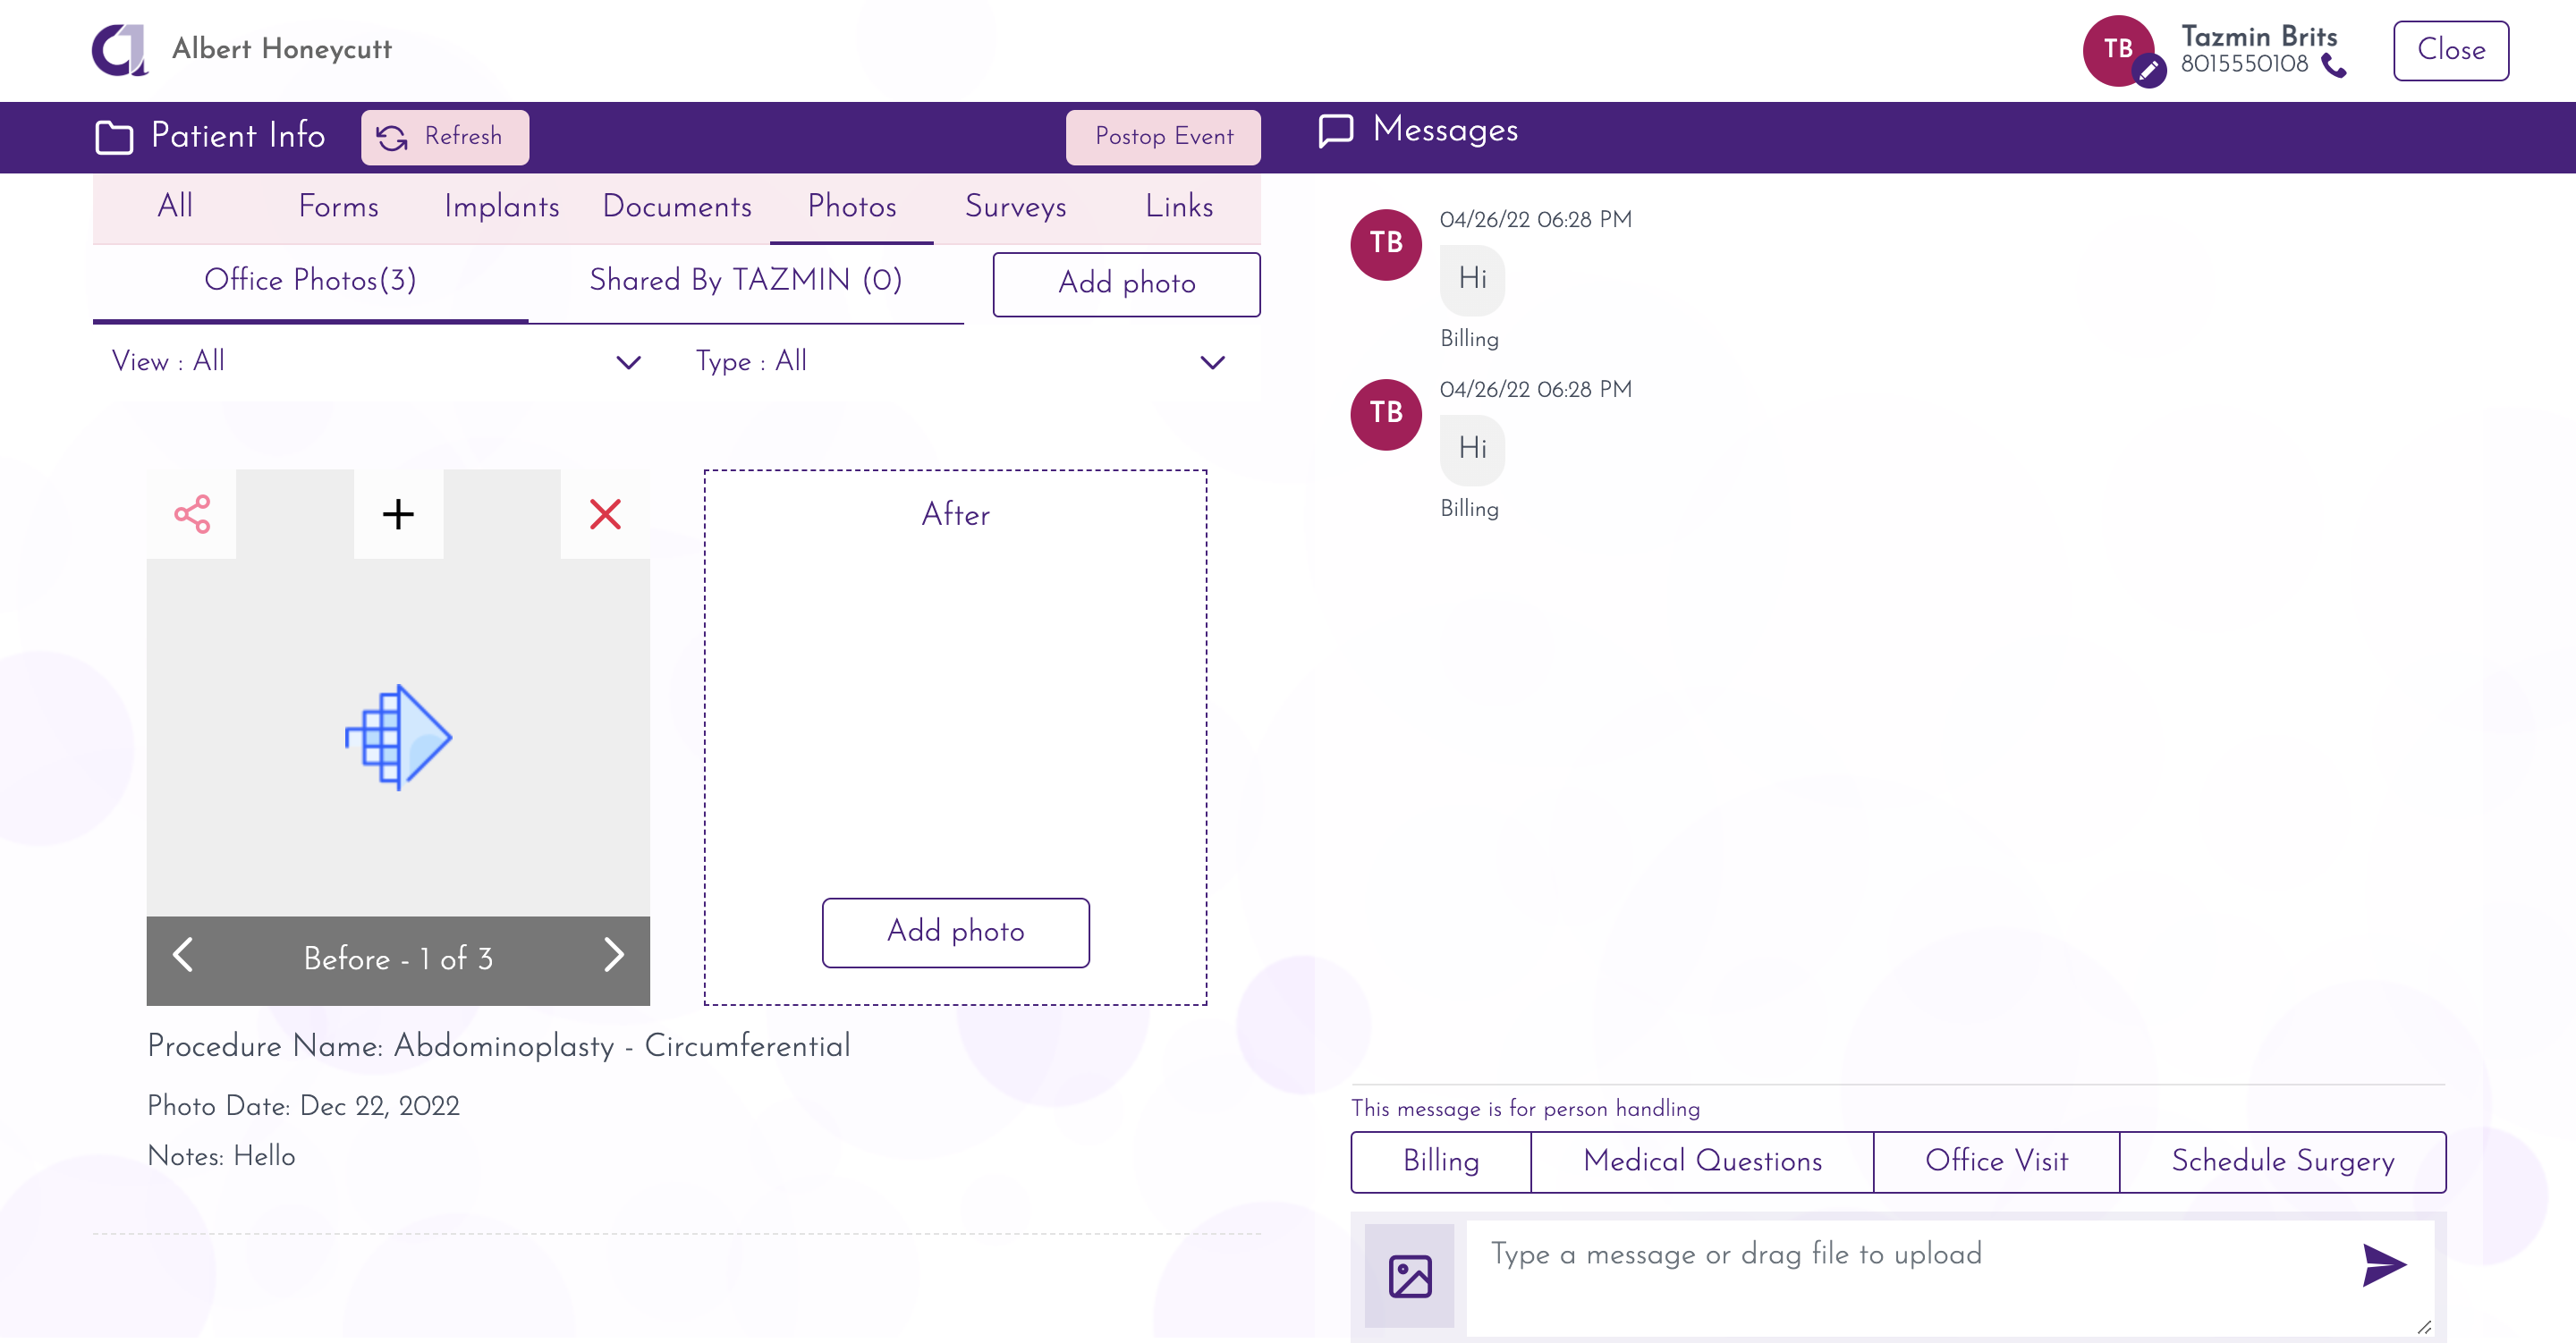 Albert Honeycutt
TB
Tazmin Brits
8015550108
Close
Patient Info
Refresh
Postop Event
Messages
All
Forms
Implants
Documents
Photos
Surveys
Links
Office Photos(3)
Shared By TAZMIN (0)
Add photo
View : All
Type : All
After
Add photo
Before - 1 of 3
Procedure Name: Abdominoplasty - Circumferential
Photo Date: Dec 22, 2022
Notes: Hello
TB
04/26/22 06:28 PM
Hi
Billing
TB
04/26/22 06:28 PM
Hi
Billing
This message is for person handling
Billing
Medical Questions
Office Visit
Schedule Surgery
Type a message or drag file to upload